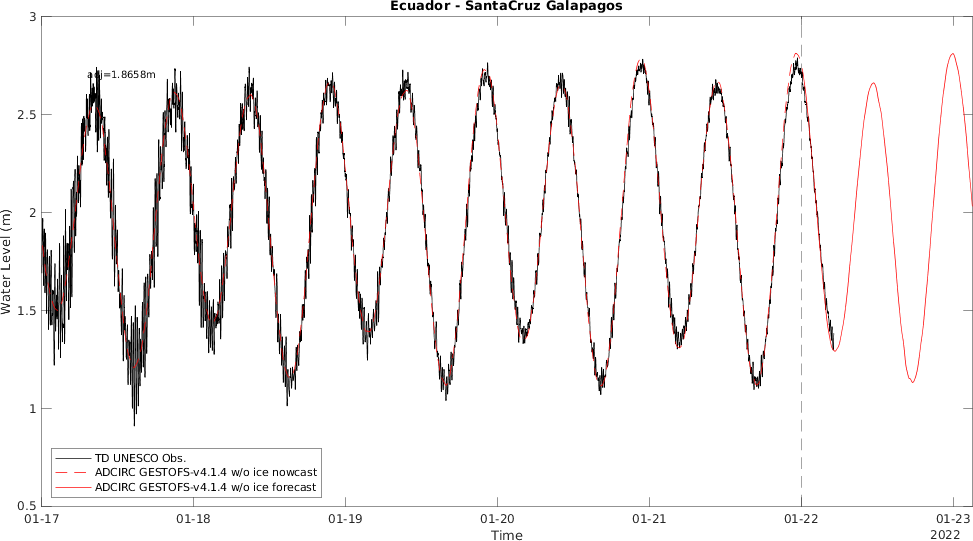 Ecuador - SantaCruz Galapagos
3
adj=1.8658m
2.5
2
Water Level (m)
1.5
1
TD UNESCO Obs.
ADCIRC GESTOFS-v4.1.4 w/o ice nowcast
ADCIRC GESTOFS-v4.1.4 w/o ice forecast
0.5
01-17 01-18 01-19 01-20 01-21 01-22 01-23
Time 2022